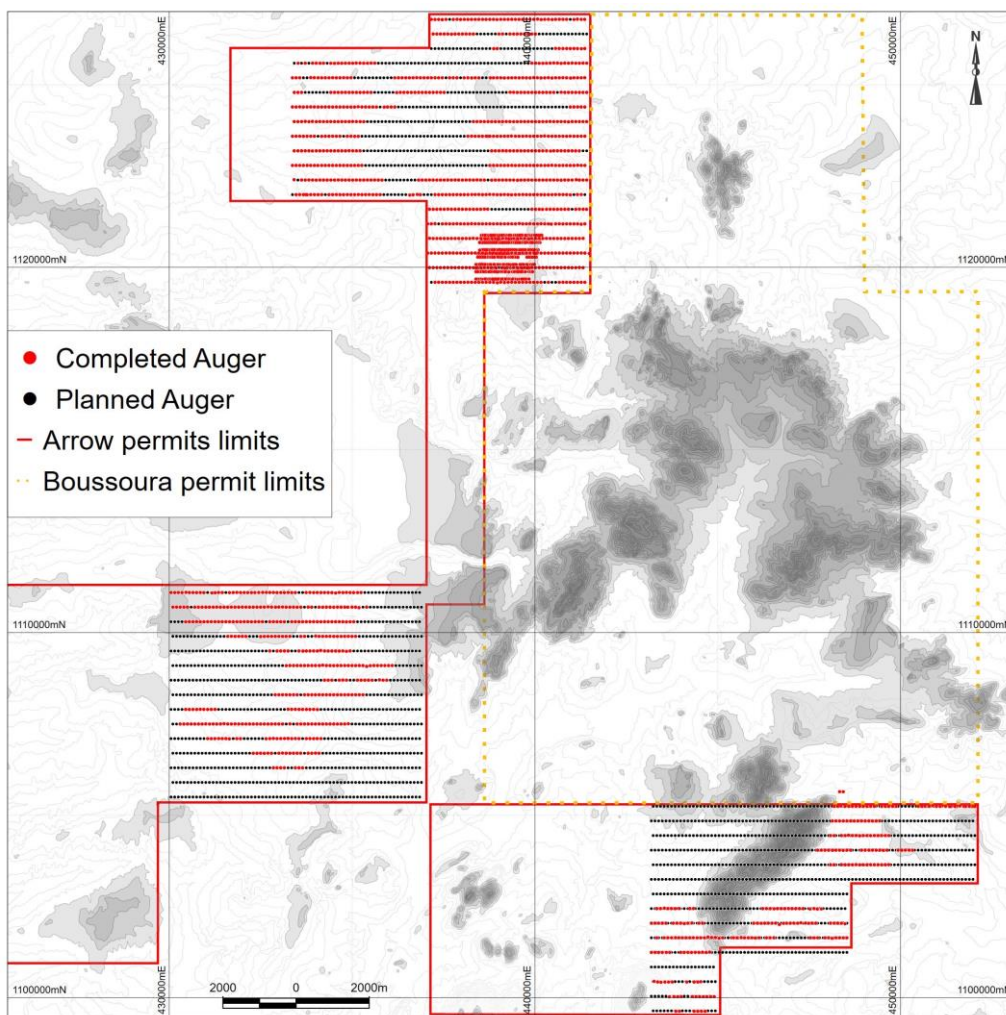 430000mE
440000mE
450000mE
N
1120000mN
1120000mN
Completed Auger
Planned Auger
Arrow permits limits
Boussoura permit limits
1110000mN
1110000mN
1100000mN
1100000mN
2000 0 2000m
430000mE
440000mE
450000mE